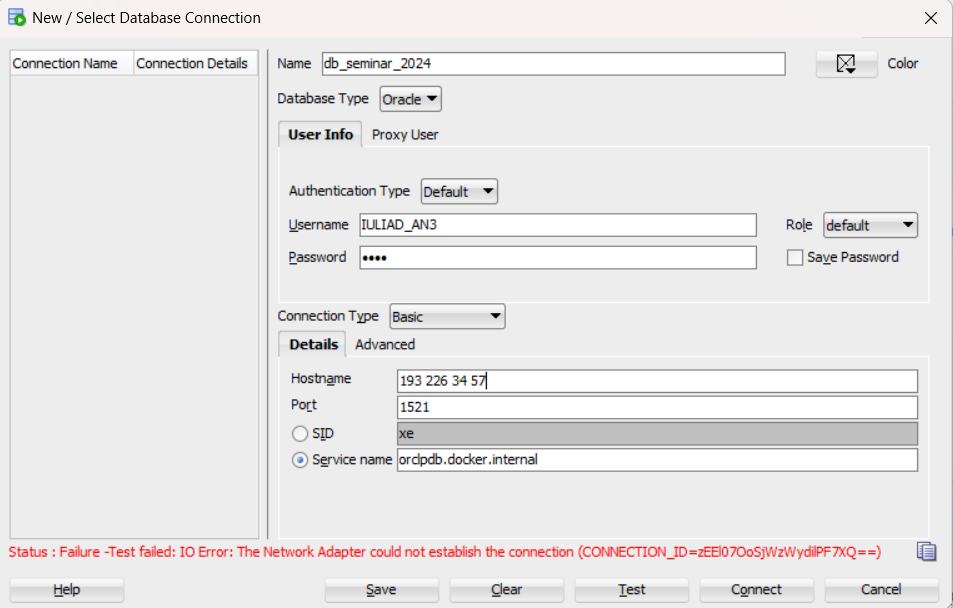 New / Select Database Connection
Connection Name Connection Details
Name db_seminar_2024 Color
Database Type Oracle
User Info Proxy User
Authentication Type Default
Username IULIAD_AN3 Role default
Password •••• Save Password
Connection Type Basic
Details Advanced
Hostname 193 226 34 57
Port 1521
SID xe
Service name orclpdb.docker.internal
Status : Failure -Test failed: IO Error: The Network Adapter could not establish the connection (CONNECTION_ID=zEEl07OoSjWzWydilPF7XQ==)
Help Save Clear Test Connect Cancel